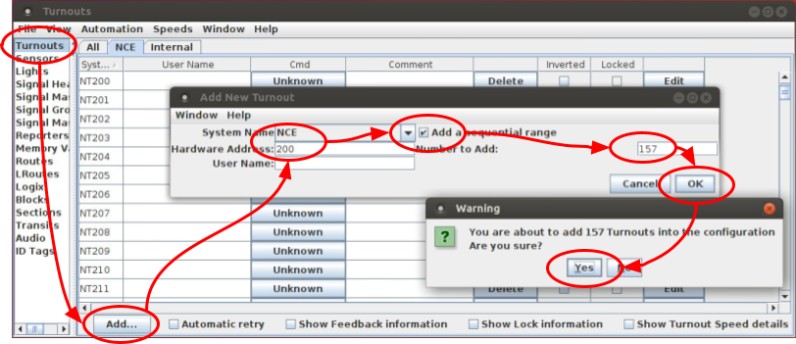 Turnouts
File View Automation Speeds Window Help
Turnouts
Sensors
Lights
Signal Hea
Signal Ma
Signal Gro
Signal Ma
Reporters
Memory V
Routes
LRoutes
Logix
Blocks
Sections
Transits
Audio
ID Tags
All NCE Internal
Syst... User Name Cmd Comment Inverted Locked
NT200 Unknown Delete Edit
NT201
NT202
NT203
NT204
NT205
NT206
NT207 Unknown
NT208 Unknown
NT209 Unknown
NT210 Unknown
NT211 Unknown Delete Edit
Add New Turnout
Window Help
System Name NCE Add a sequential range
Hardware Address: 200 Number to Add: 157
User Name:
Cancel OK
Warning
You are about to add 157 Turnouts into the configuration
Are you sure?
Yes
Add... Automatic retry Show Feedback information Show Lock information Show Turnout Speed details